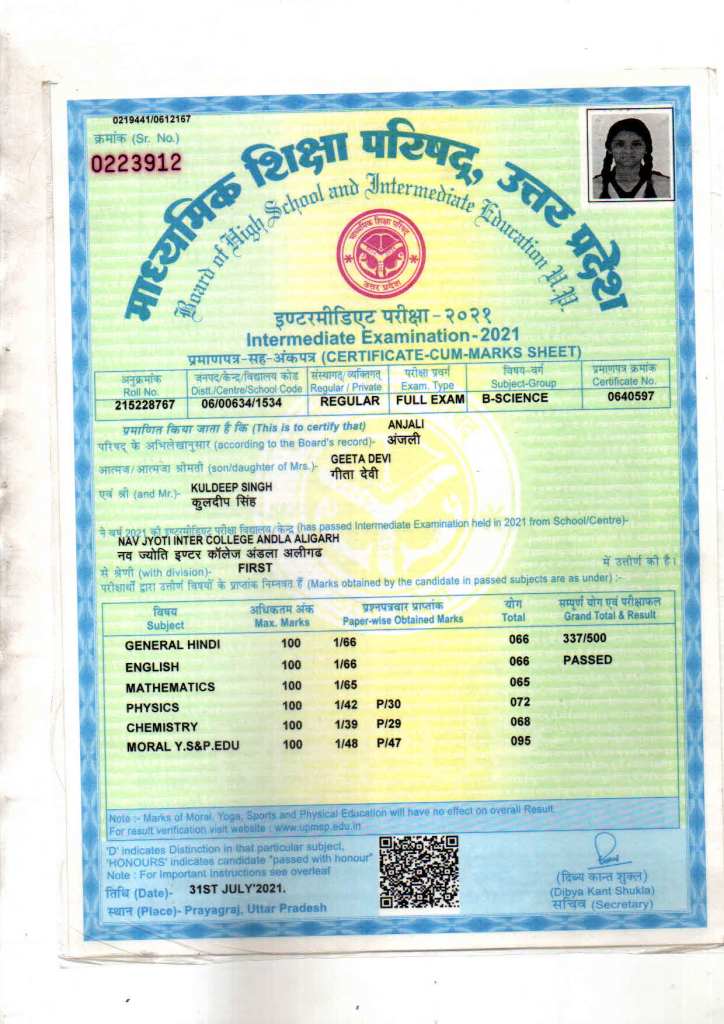 0219441/0612167
क्रमांक (Sr. No.)
0223912
माध्यमिक शिक्षा परिषद्, उत्तर प्रदेश
Board of High School and Intermediate Education U.P.
माध्यमिक शिक्षा परिषद्
उत्तर प्रदेश
इण्टरमीडिएट परीक्षा - २०२१
Intermediate Examination - 2021
प्रमाणपत्र-सह-अंकपत्र (CERTIFICATE-CUM-MARKS SHEET)
अनुक्रमांक जनपद/केन्द्र/विद्यालय कोड संस्थागत/व्यक्तिगत परीक्षा प्रवर्ग विषय-वर्ग प्रमाणपत्र क्रमांक
Roll No. Distt./Centre/School Code Regular / Private Exam. Type Subject-Group Certificate No.
215228767 06/00634/1534 REGULAR FULL EXAM B-SCIENCE 0640597
प्रमाणित किया जाता है कि (This is to certify that) ANJALI
परिषद के अभिलेखानुसार (according to the Board's record)- अंजली
GEETA DEVI
आत्मज/आत्मजा श्रीमती (son/daughter of Mrs.)- गीता देवी
KULDEEP SINGH
एवं श्री (and Mr.)- कुलदीप सिंह
ने वर्ष 2021 की इण्टरमीडिएट परीक्षा विद्यालय/केन्द्र (has passed Intermediate Examination held in 2021 from School/Centre)-
NAV JYOTI INTER COLLEGE ANDLA ALIGARH
नव ज्योति इण्टर कॉलेज अंडला अलीगढ में उत्तीर्ण की है।
से श्रेणी (with division)- FIRST
परीक्षार्थी द्वारा उत्तीर्ण विषयों के प्राप्तांक निम्नवत हैं (Marks obtained by the candidate in passed subjects are as under) :-
विषय अधिकतम अंक प्रश्नपत्रवार प्राप्तांक योग सम्पूर्ण योग एवं परीक्षाफल
Subject Max. Marks Paper-wise Obtained Marks Total Grand Total & Result
GENERAL HINDI 100 1/66 066 337/500
ENGLISH 100 1/66 066 PASSED
MATHEMATICS 100 1/65 065
PHYSICS 100 1/42 P/30 072
CHEMISTRY 100 1/39 P/29 068
MORAL Y.S&P.EDU 100 1/48 P/47 095
Note :- Marks of Moral, Yoga, Sports and Physical Education will have no effect on overall Result.
For result verification visit website : www.upmsp.edu.in
'D' indicates Distinction in that particular subject,
'HONOURS' indicates candidate "passed with honour"
Note : For Important instructions see overleaf
तिथि (Date)- 31ST JULY'2021.
स्थान (Place)- Prayagraj, Uttar Pradesh
(दिब्य कान्त शुक्ल)
(Dibya Kant Shukla)
सचिव (Secretary)